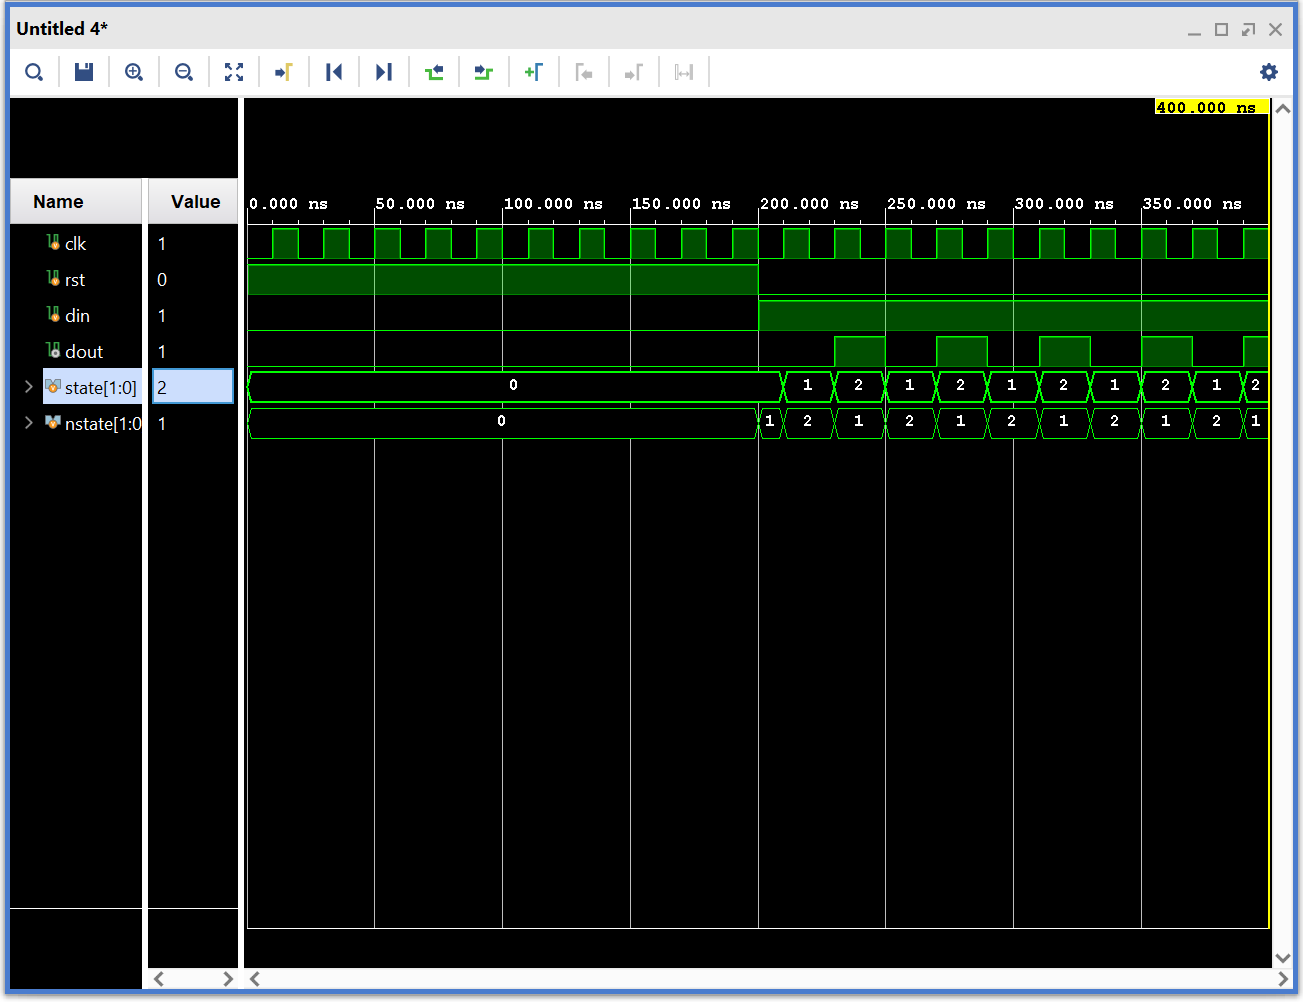 Untitled 4*
400.000 ns
Name Value
0.000 ns 50.000 ns 100.000 ns 150.000 ns 200.000 ns 250.000 ns 300.000 ns 350.000 ns
clk 1
rst 0
din 1
dout 1
state[1:0] 2 0 1 2 1 2 1 2 1 2 1 2
nstate[1:0 1 0 1 2 1 2 1 2 1 2 1 2 1